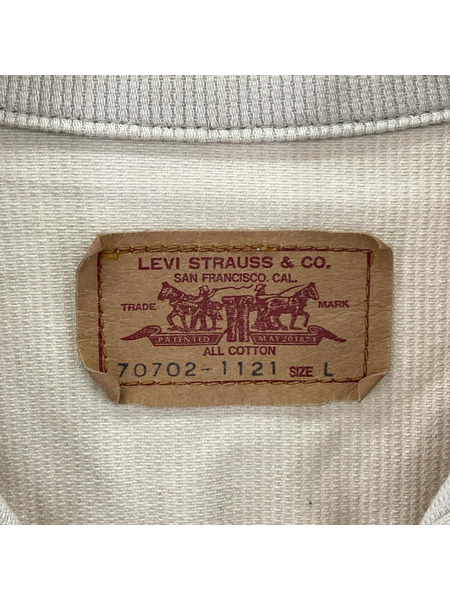 LEVI STRAUSS & CO.
SAN FRANCISCO. CAL.
TRADE MARK
PATENTED MAY 20 1873
ALL COTTON
70702-1121 SIZE L